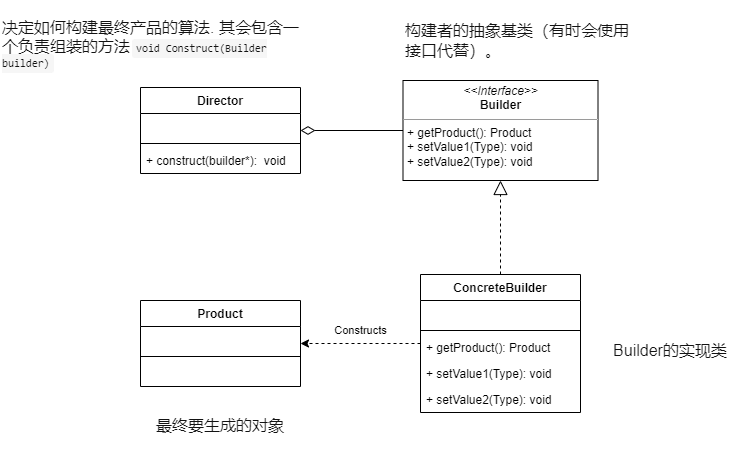 决定如何构建最终产品的算法. 其会包含一
个负责组装的方法 void Construct(Builder
builder)
构建者的抽象基类（有时会使用
接口代替）。
Director
+ construct(builder*): void
<<Interface>>
Builder
+ getProduct(): Product
+ setValue1(Type): void
+ setValue2(Type): void
Product
Constructs
ConcreteBuilder
+ getProduct(): Product
+ setValue1(Type): void
+ setValue2(Type): void
Builder的实现类
最终要生成的对象